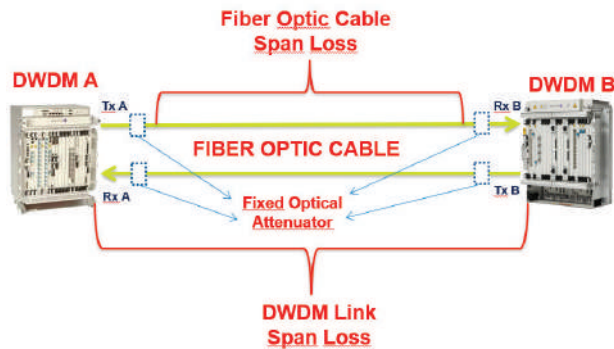 Fiber Optic Cable
Span Loss
DWDM A
DWDM B
Tx A
Rx B
FIBER OPTIC CABLE
Rx A
Tx B
Fixed Optical
Attenuator
DWDM Link
Span Loss